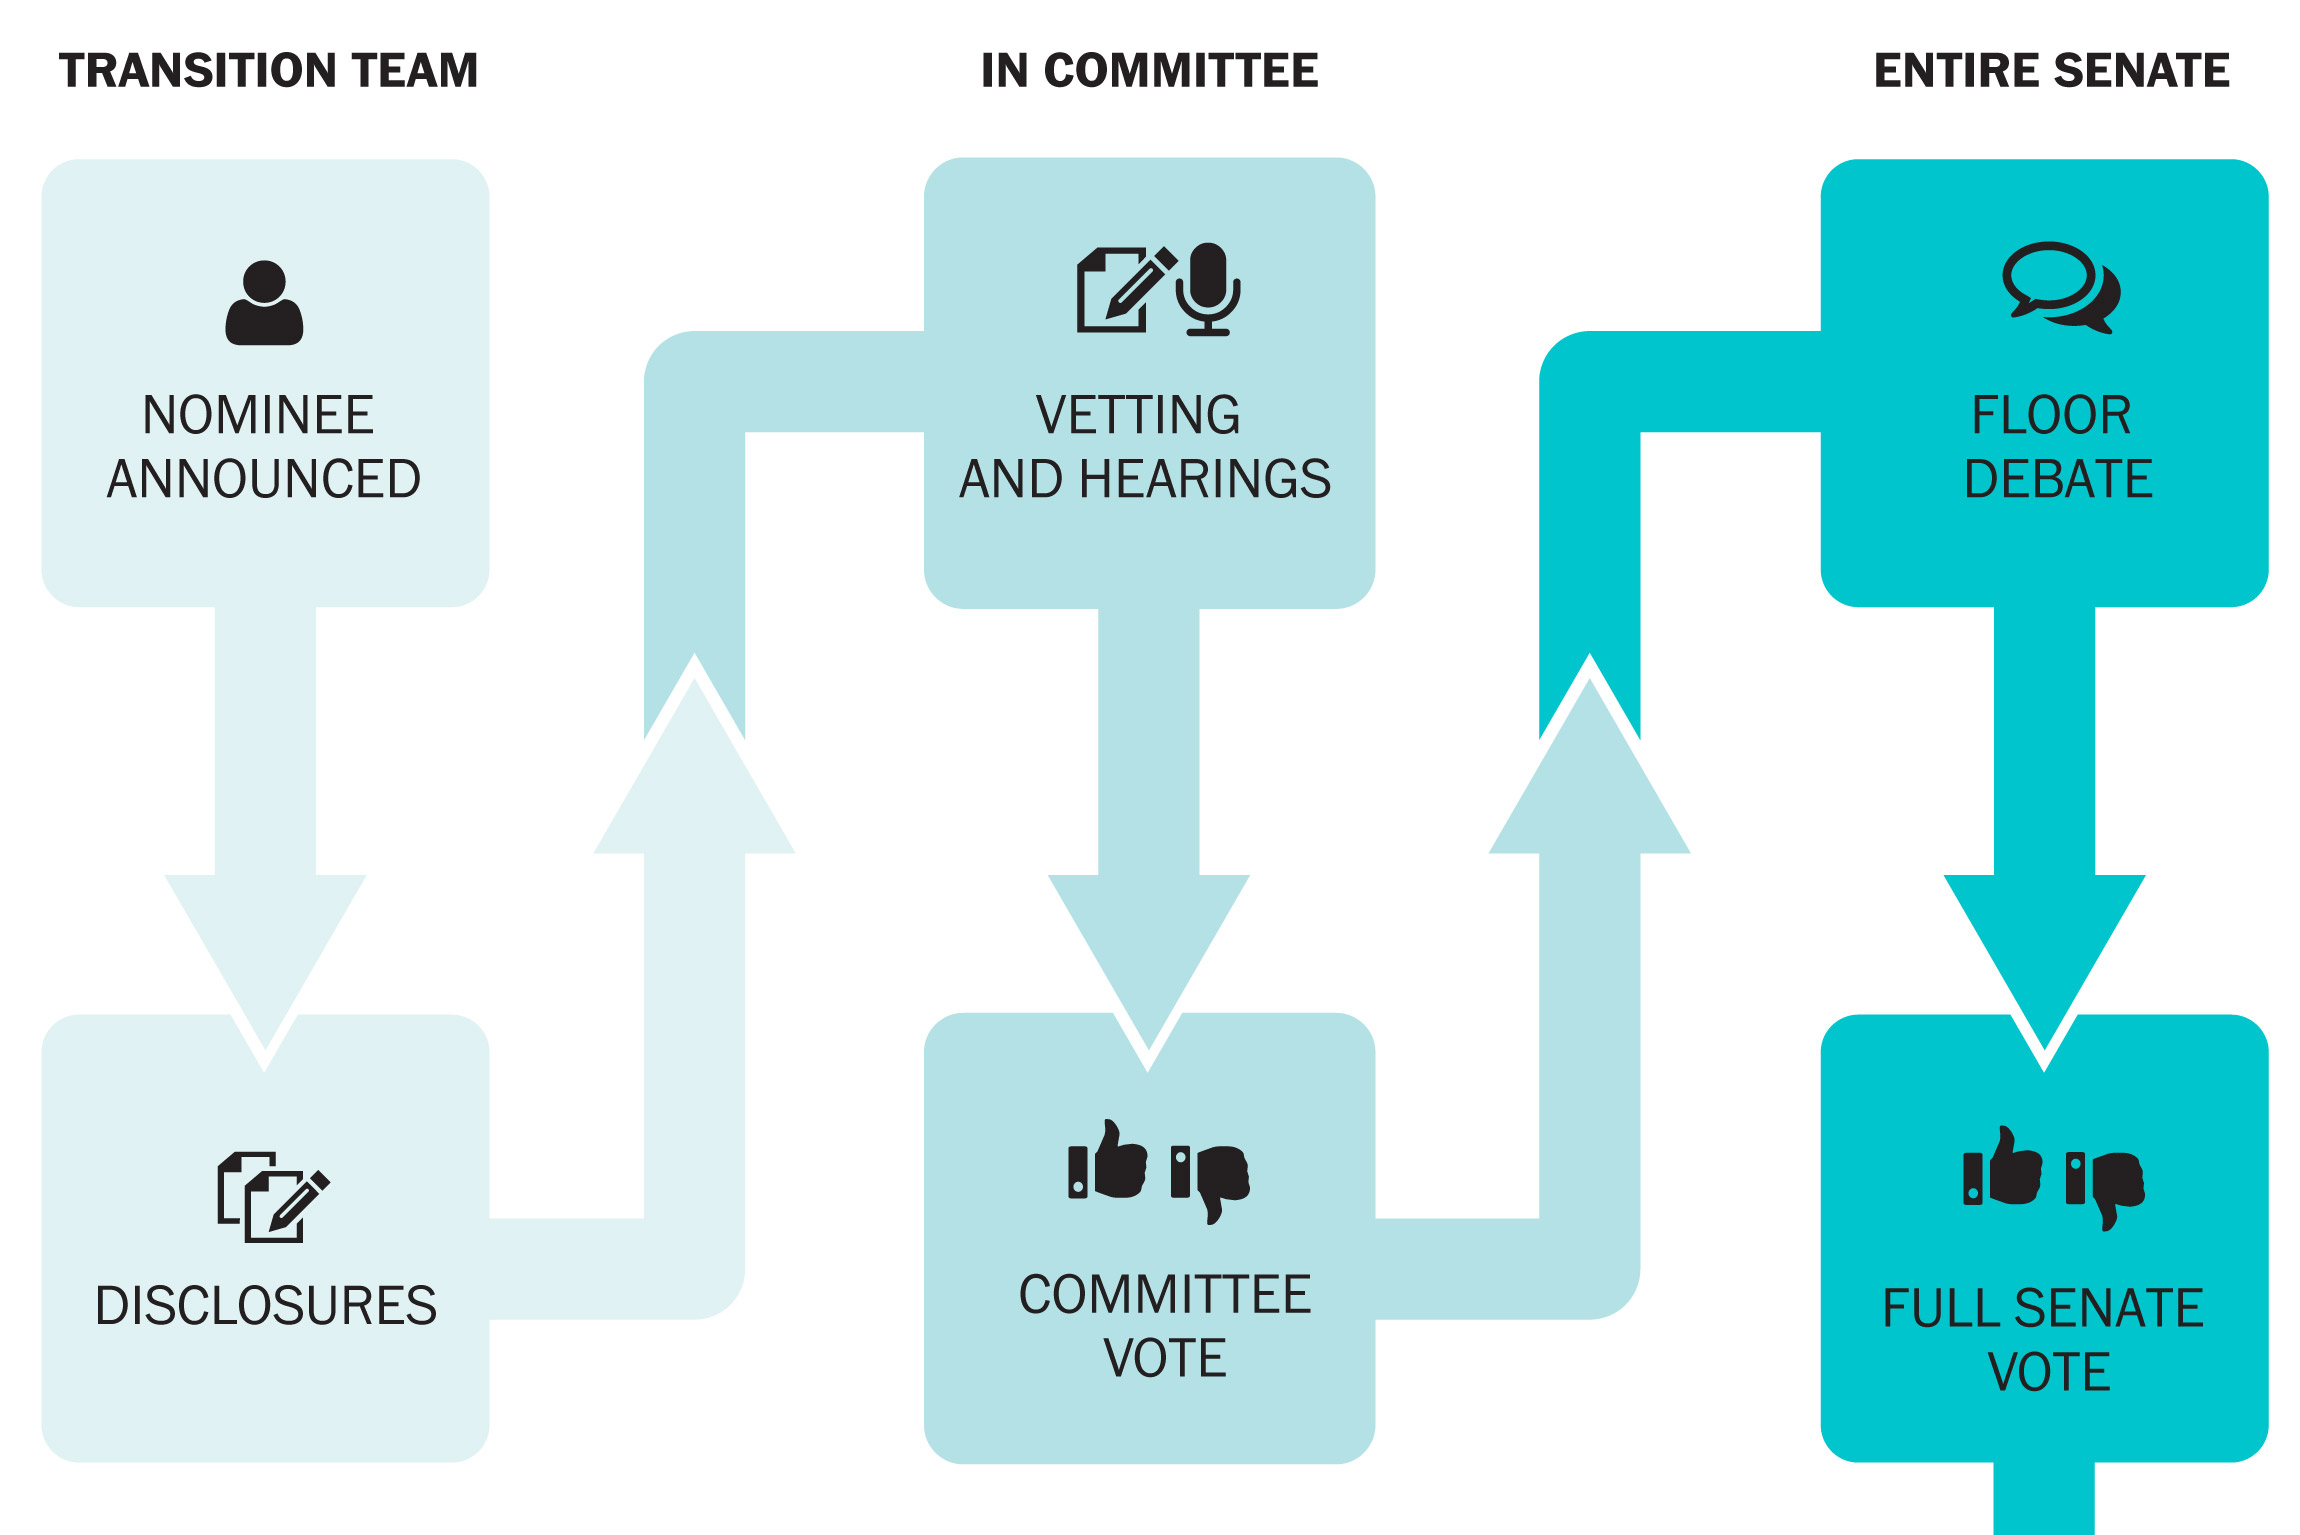 TRANSITION TEAM
IN COMMITTEE
ENTIRE SENATE
NOMINEE
ANNOUNCED
VETTING
AND HEARINGS
FLOOR
DEBATE
DISCLOSURES
COMMITTEE
VOTE
FULL SENATE
VOTE